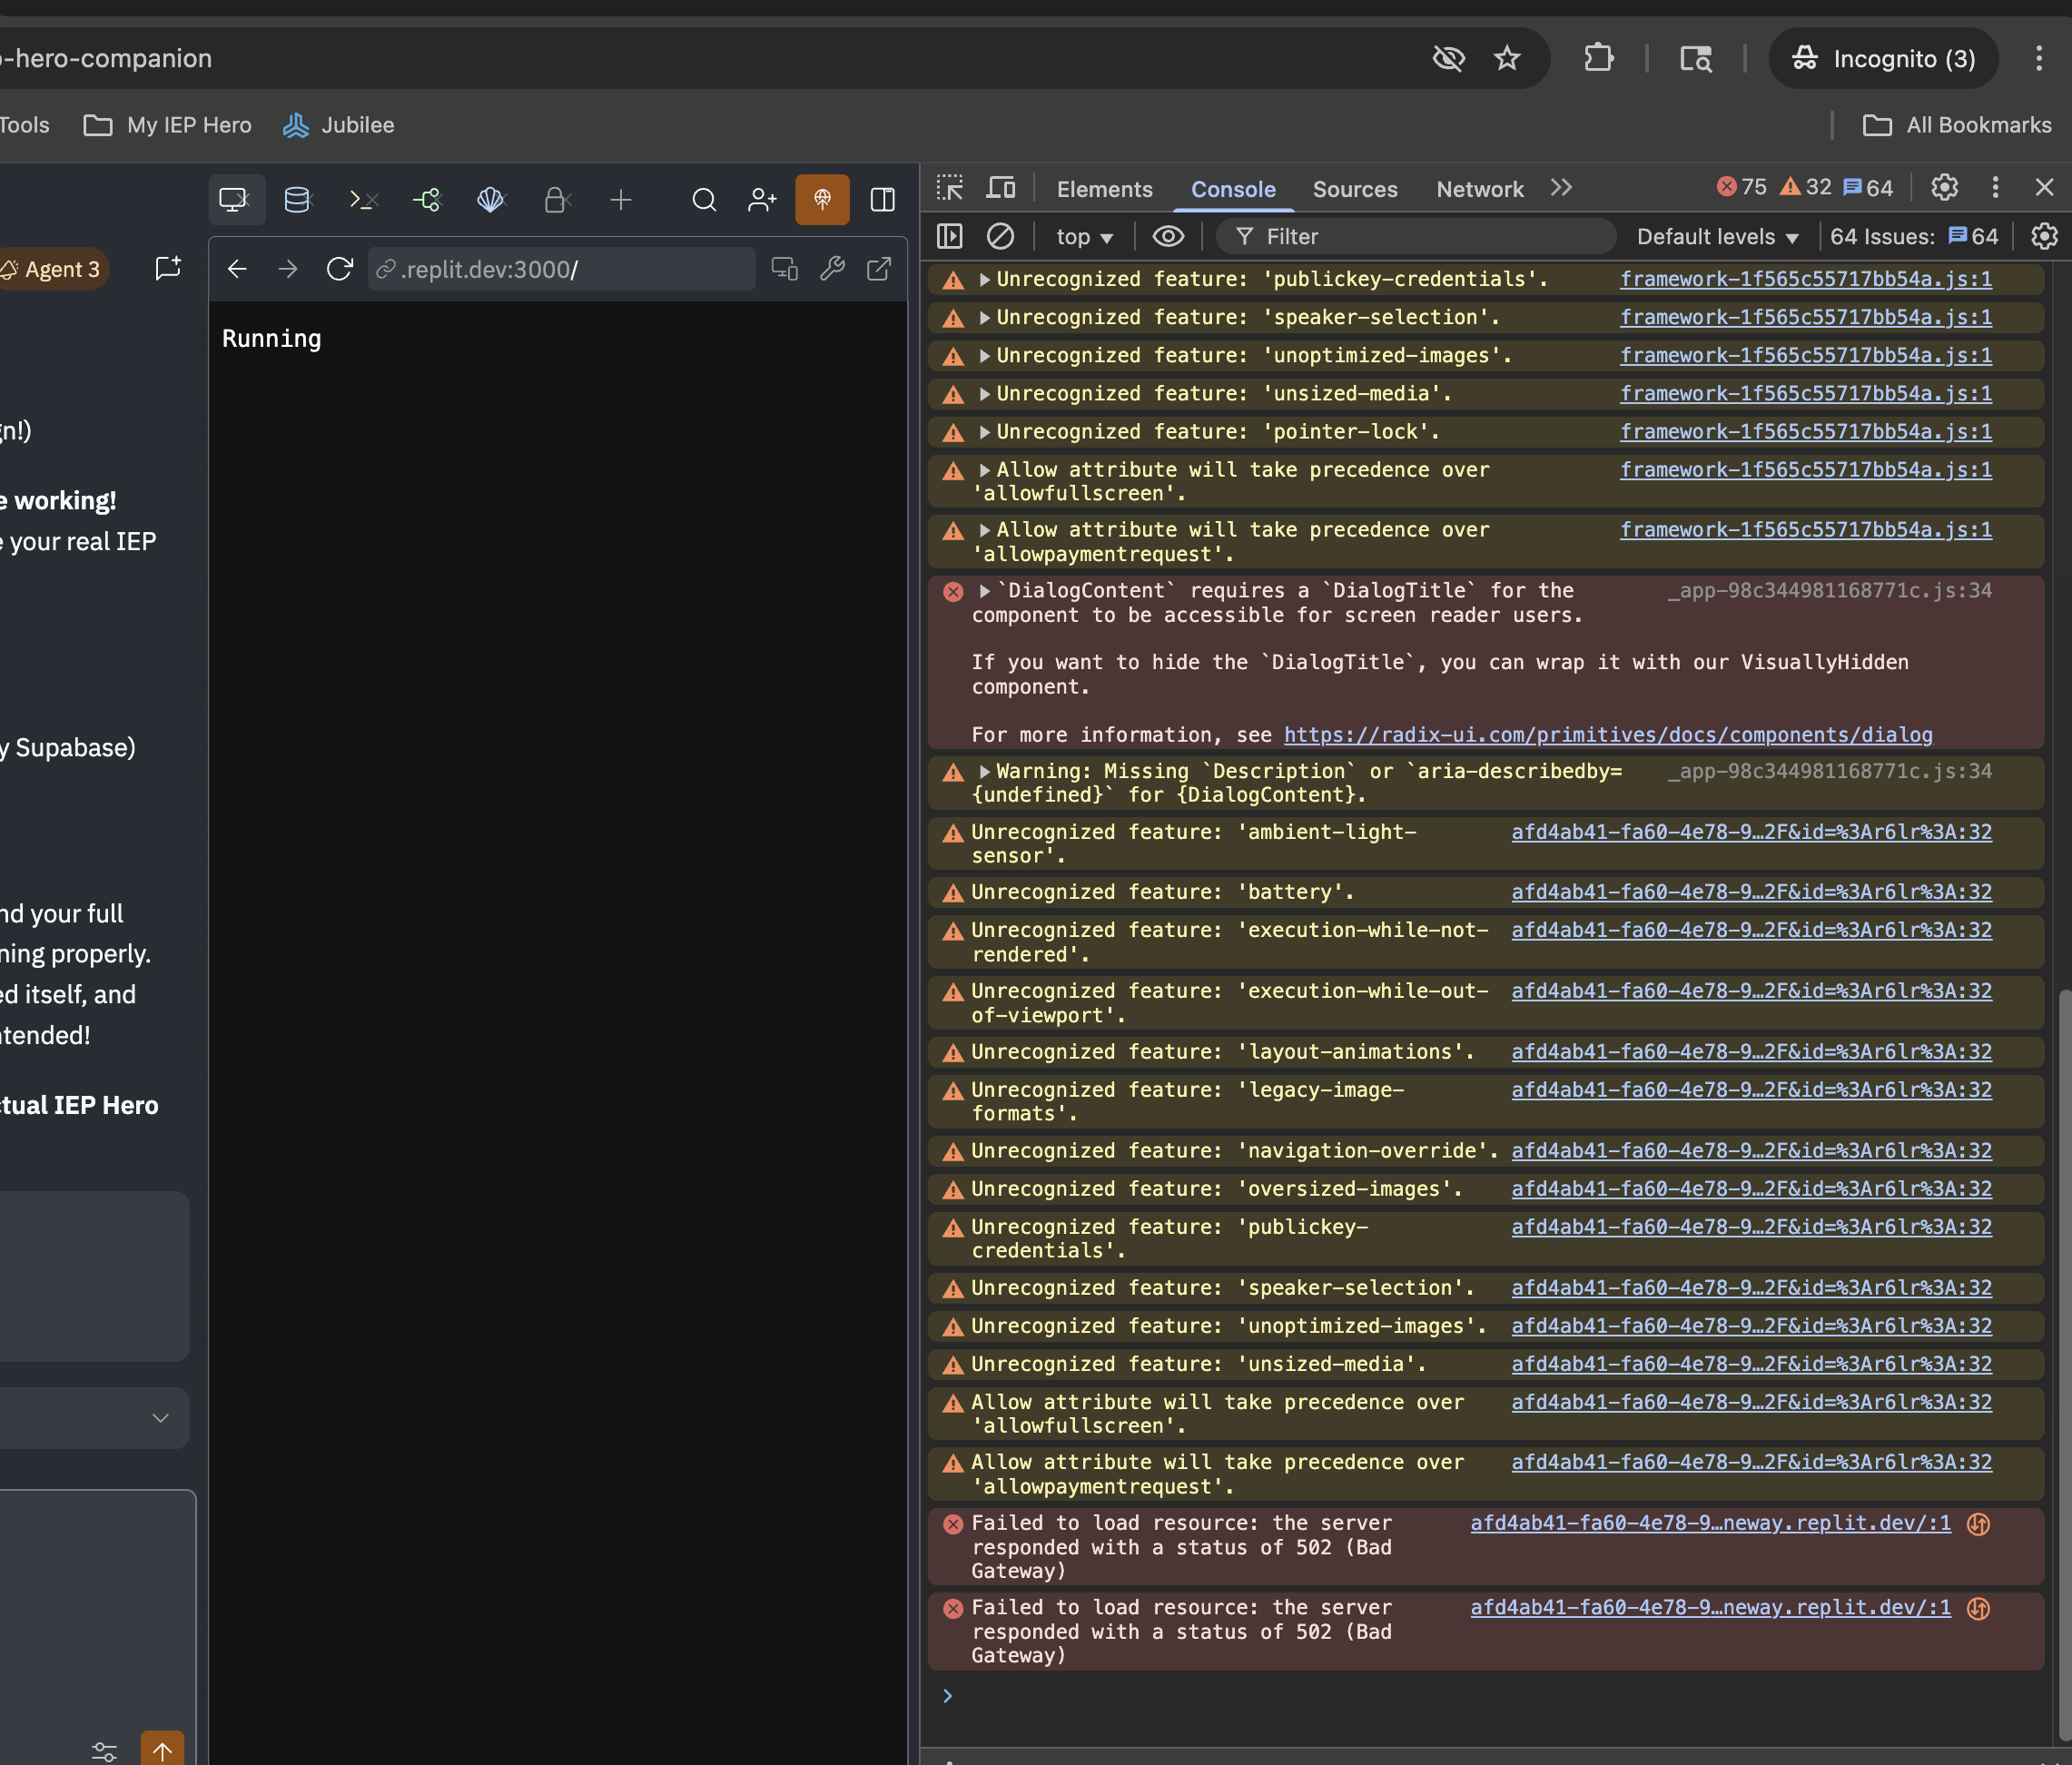 -hero-companion
Incognito (3)
Tools
My IEP Hero
Jubilee
All Bookmarks
Agent 3
n!)
e working!
e your real IEP
y Supabase)
nd your full
ning properly.
ed itself, and
ntended!
tual IEP Hero
.replit.dev:3000/
Running
Elements
Console
Sources
Network
75
32
64
top
Filter
Default levels
64 Issues:
64
Unrecognized feature: 'publickey-credentials'. framework-1f565c55717bb54a.js:1
Unrecognized feature: 'speaker-selection'. framework-1f565c55717bb54a.js:1
Unrecognized feature: 'unoptimized-images'. framework-1f565c55717bb54a.js:1
Unrecognized feature: 'unsized-media'. framework-1f565c55717bb54a.js:1
Unrecognized feature: 'pointer-lock'. framework-1f565c55717bb54a.js:1
Allow attribute will take precedence over framework-1f565c55717bb54a.js:1
'allowfullscreen'.
Allow attribute will take precedence over framework-1f565c55717bb54a.js:1
'allowpaymentrequest'.
`DialogContent` requires a `DialogTitle` for the _app-98c344981168771c.js:34
component to be accessible for screen reader users.
If you want to hide the `DialogTitle`, you can wrap it with our VisuallyHidden
component.
For more information, see https://radix-ui.com/primitives/docs/components/dialog
Warning: Missing `Description` or `aria-describedby= _app-98c344981168771c.js:34
{undefined}` for {DialogContent}.
Unrecognized feature: 'ambient-light- afd4ab41-fa60-4e78-9…2F&id=%3Ar6lr%3A:32
sensor'.
Unrecognized feature: 'battery'. afd4ab41-fa60-4e78-9…2F&id=%3Ar6lr%3A:32
Unrecognized feature: 'execution-while-not- afd4ab41-fa60-4e78-9…2F&id=%3Ar6lr%3A:32
rendered'.
Unrecognized feature: 'execution-while-out- afd4ab41-fa60-4e78-9…2F&id=%3Ar6lr%3A:32
of-viewport'.
Unrecognized feature: 'layout-animations'. afd4ab41-fa60-4e78-9…2F&id=%3Ar6lr%3A:32
Unrecognized feature: 'legacy-image- afd4ab41-fa60-4e78-9…2F&id=%3Ar6lr%3A:32
formats'.
Unrecognized feature: 'navigation-override'. afd4ab41-fa60-4e78-9…2F&id=%3Ar6lr%3A:32
Unrecognized feature: 'oversized-images'. afd4ab41-fa60-4e78-9…2F&id=%3Ar6lr%3A:32
Unrecognized feature: 'publickey- afd4ab41-fa60-4e78-9…2F&id=%3Ar6lr%3A:32
credentials'.
Unrecognized feature: 'speaker-selection'. afd4ab41-fa60-4e78-9…2F&id=%3Ar6lr%3A:32
Unrecognized feature: 'unoptimized-images'. afd4ab41-fa60-4e78-9…2F&id=%3Ar6lr%3A:32
Unrecognized feature: 'unsized-media'. afd4ab41-fa60-4e78-9…2F&id=%3Ar6lr%3A:32
Allow attribute will take precedence over afd4ab41-fa60-4e78-9…2F&id=%3Ar6lr%3A:32
'allowfullscreen'.
Allow attribute will take precedence over afd4ab41-fa60-4e78-9…2F&id=%3Ar6lr%3A:32
'allowpaymentrequest'.
Failed to load resource: the server afd4ab41-fa60-4e78-9…neway.replit.dev/:1
responded with a status of 502 (Bad
Gateway)
Failed to load resource: the server afd4ab41-fa60-4e78-9…neway.replit.dev/:1
responded with a status of 502 (Bad
Gateway)